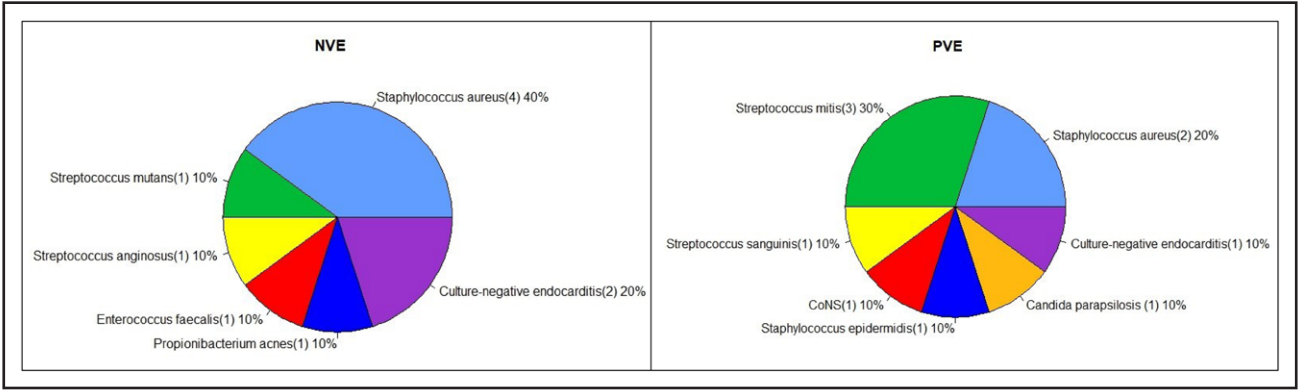 NVE
Staphylococcus aureus(4) 40%
Streptococcus mutans(1) 10%
Streptococcus anginosus(1) 10%
Enterococcus faecalis(1) 10%
Propionibacterium acnes(1) 10%
Culture-negative endocarditis(2) 20%
PVE
Streptococcus mitis(3) 30%
Staphylococcus aureus(2) 20%
Streptococcus sanguinis(1) 10%
Culture-negative endocarditis(1) 10%
CoNS(1) 10%
Candida parapsilosis (1) 10%
Staphylococcus epidermidis(1) 10%